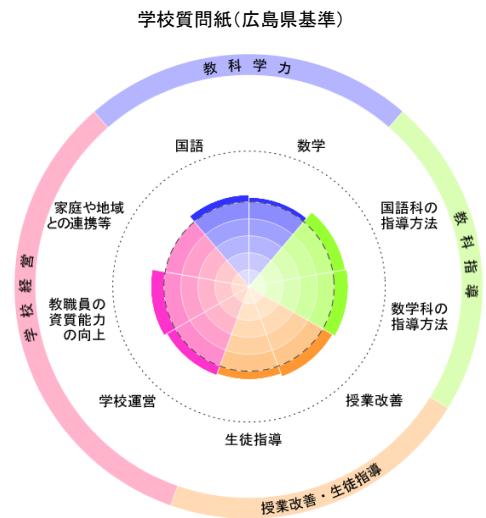 学校質問紙(広島県基準)
教科学力
国語
数学
家庭や地域
との連携等
国語科の
指導方法
教科指導
学校経営
教職員の
資質能力
の向上
数学科の
指導方法
学校運営
授業改善
生徒指導
授業改善・生徒指導